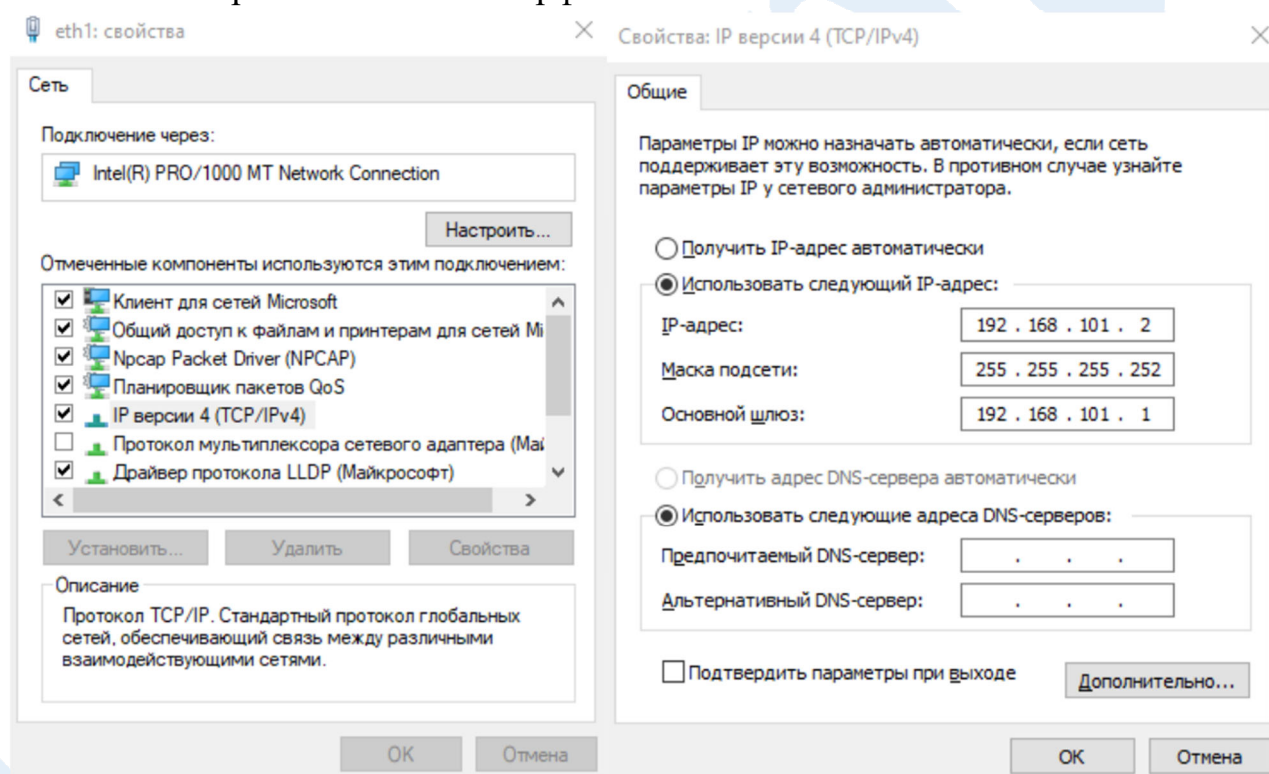 eth1: свойства
Сеть
Подключение через:
Intel(R) PRO/1000 MT Network Connection
Настроить...
Отмеченные компоненты используются этим подключением:
Клиент для сетей Microsoft
Общий доступ к файлам и принтерам для сетей Mi
Npcap Packet Driver (NPCAP)
Планировщик пакетов QoS
IP версии 4 (TCP/IPv4)
Протокол мультиплексора сетевого адаптера (Май
Драйвер протокола LLDP (Майкрософт)
Установить...
Удалить
Свойства
Описание
Протокол TCP/IP. Стандартный протокол глобальных
сетей, обеспечивающий связь между различными
взаимодействующими сетями.
OK
Отмена
Свойства: IP версии 4 (TCP/IPv4)
Общие
Параметры IP можно назначать автоматически, если сеть
поддерживает эту возможность. В противном случае узнайте
параметры IP у сетевого администратора.
Получить IP-адрес автоматически
Использовать следующий IP-адрес:
IP-адрес: 192 . 168 . 101 . 2
Маска подсети: 255 . 255 . 255 . 252
Основной шлюз: 192 . 168 . 101 . 1
Получить адрес DNS-сервера автоматически
Использовать следующие адреса DNS-серверов:
Предпочитаемый DNS-сервер: . . .
Альтернативный DNS-сервер: . . .
Подтвердить параметры при выходе
Дополнительно...
OK
Отмена